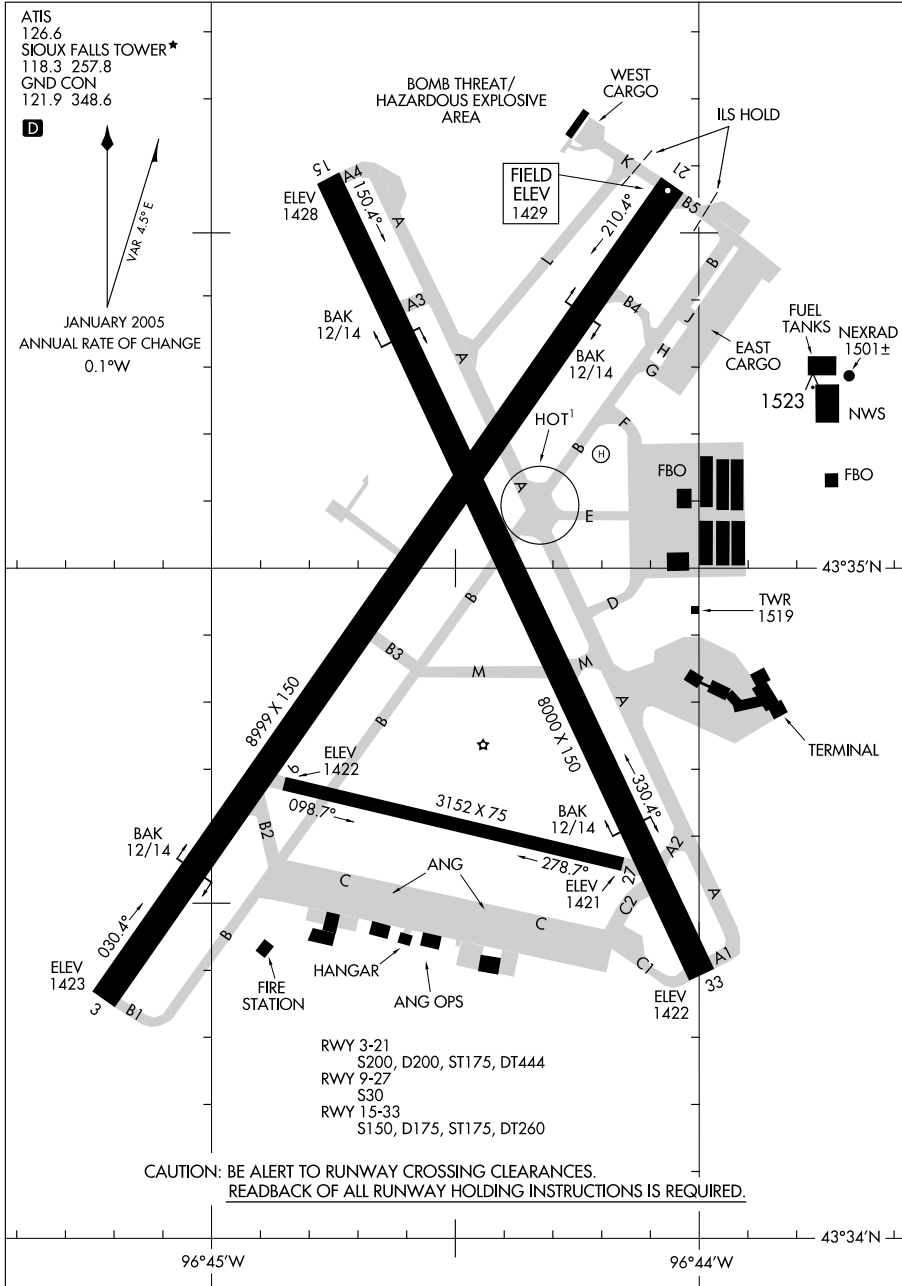 ATIS
126.6
SIOUX FALLS TOWER★
118.3 257.8
GND CON
121.9 348.6
D
VAR 4.5° E
JANUARY 2005
ANNUAL RATE OF CHANGE
0.1°W
BOMB THREAT/
HAZARDOUS EXPLOSIVE
AREA
WEST
CARGO
ILS HOLD
K
21
FIELD
ELEV
1429
B5
210.4°
15
A4
ELEV
1428
150.4°
A
L
B
A3
B4
J
BAK
12/14
A
BAK
12/14
H
G
EAST
CARGO
FUEL
TANKS
NEXRAD
1501±
1523
NWS
HOT¹
F
B
H
FBO
FBO
A
E
43°35'N
B
D
TWR
1519
B3
M
M
A
8999 X 150
8000 X 150
B
TERMINAL
ELEV
1422
9
098.7°
3152 X 75
330.4°
BAK
12/14
B2
BAK
12/14
A2
278.7°
27
ELEV
1421
ANG
C
C
C2
A
030.4°
B
HANGAR
ANG OPS
FIRE
STATION
C1
A1
33
ELEV
1423
3
B1
ELEV
1422
RWY 3-21
S200, D200, ST175, DT444
RWY 9-27
S30
RWY 15-33
S150, D175, ST175, DT260
CAUTION: BE ALERT TO RUNWAY CROSSING CLEARANCES.
READBACK OF ALL RUNWAY HOLDING INSTRUCTIONS IS REQUIRED.
43°34'N
96°45'W
96°44'W